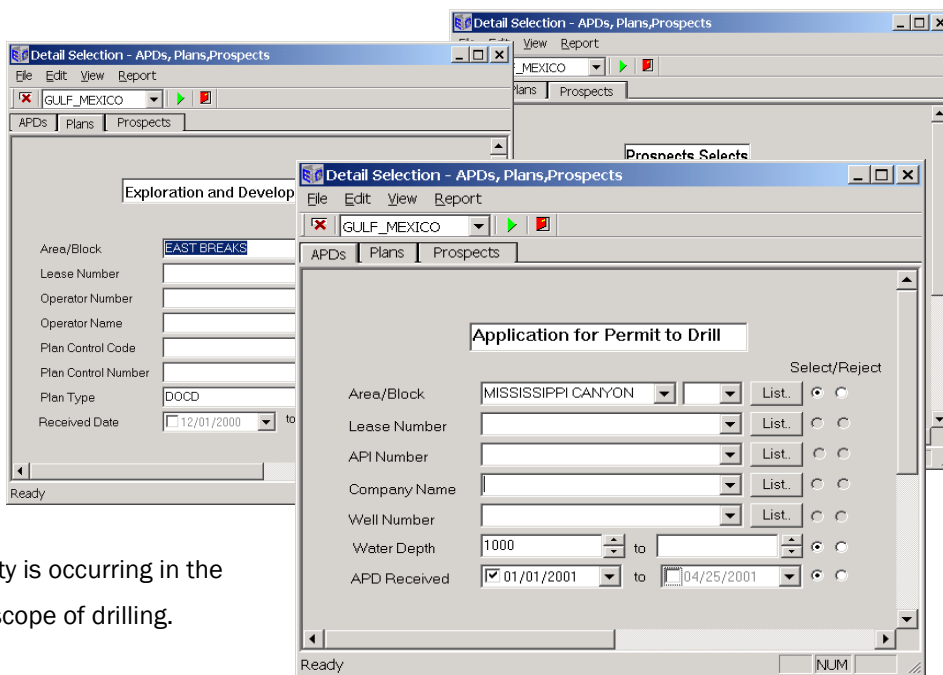 Detail Selection - APDs, Plans,Prospects
Edit View Report
_MEXICO
Plans Prospects
Prospects Selects
Detail Selection - APDs, Plans,Prospects
File Edit View Report
GULF_MEXICO
APDs Plans Prospects
Exploration and Develop
Area/Block EAST BREAKS
Lease Number
Operator Number
Operator Name
Plan Control Code
Plan Control Number
Plan Type DOCD
Received Date 12/01/2000 to
Ready
Detail Selection - APDs, Plans,Prospects
File Edit View Report
GULF_MEXICO
APDs Plans Prospects
Application for Permit to Drill
Select/Reject
Area/Block MISSISSIPPI CANYON List..
Lease Number List..
API Number List..
Company Name List..
Well Number List..
Water Depth 1000 to
APD Received 01/01/2001 to 04/25/2001
Ready NUM
ty is occurring in the
scope of drilling.